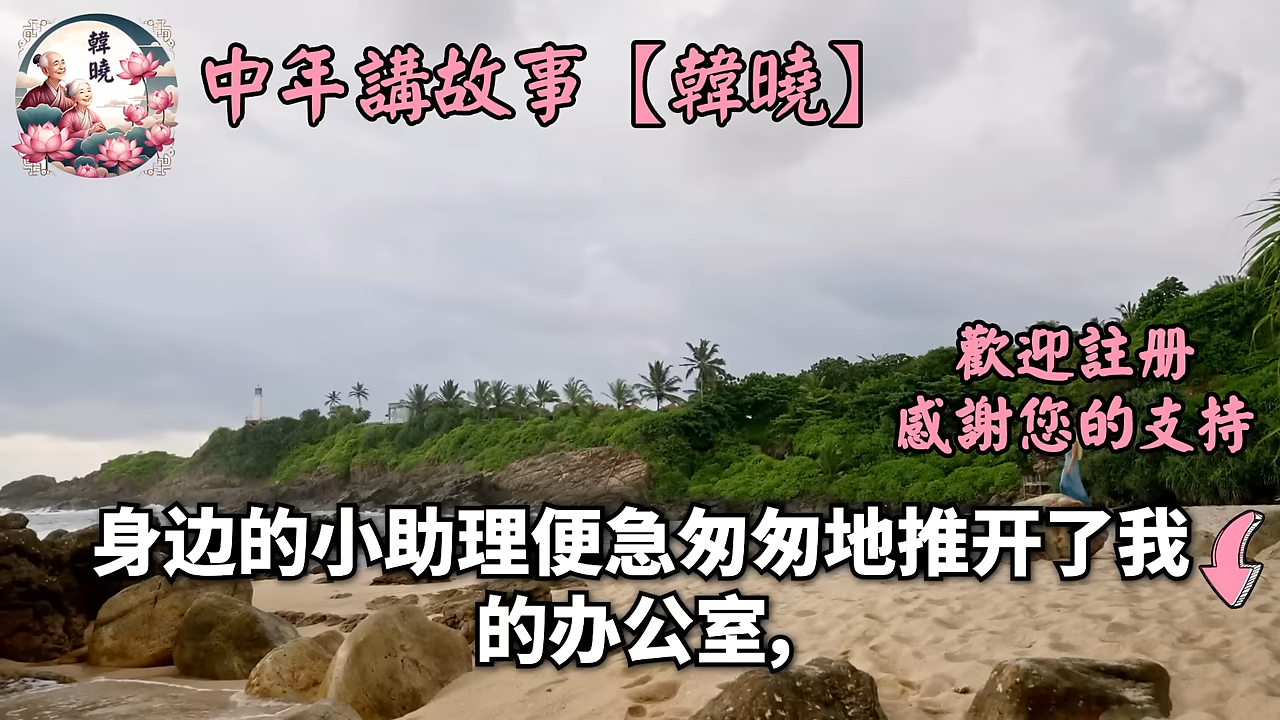 韓
曉
中年講故事【韓曉】
歡迎註册
感謝您的支持
身边的小助理便急匆匆地推开了我
的办公室,